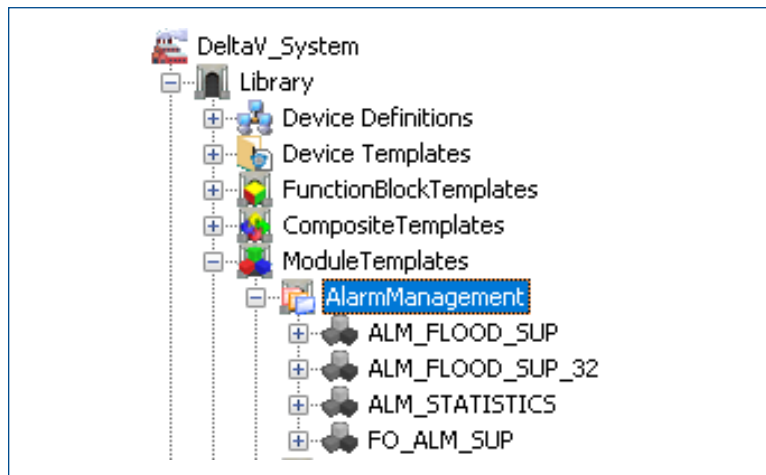 DeltaV_System
Library
Device Definitions
Device Templates
FunctionBlockTemplates
CompositeTemplates
ModuleTemplates
AlarmManagement
ALM_FLOOD_SUP
ALM_FLOOD_SUP_32
ALM_STATISTICS
FO_ALM_SUP